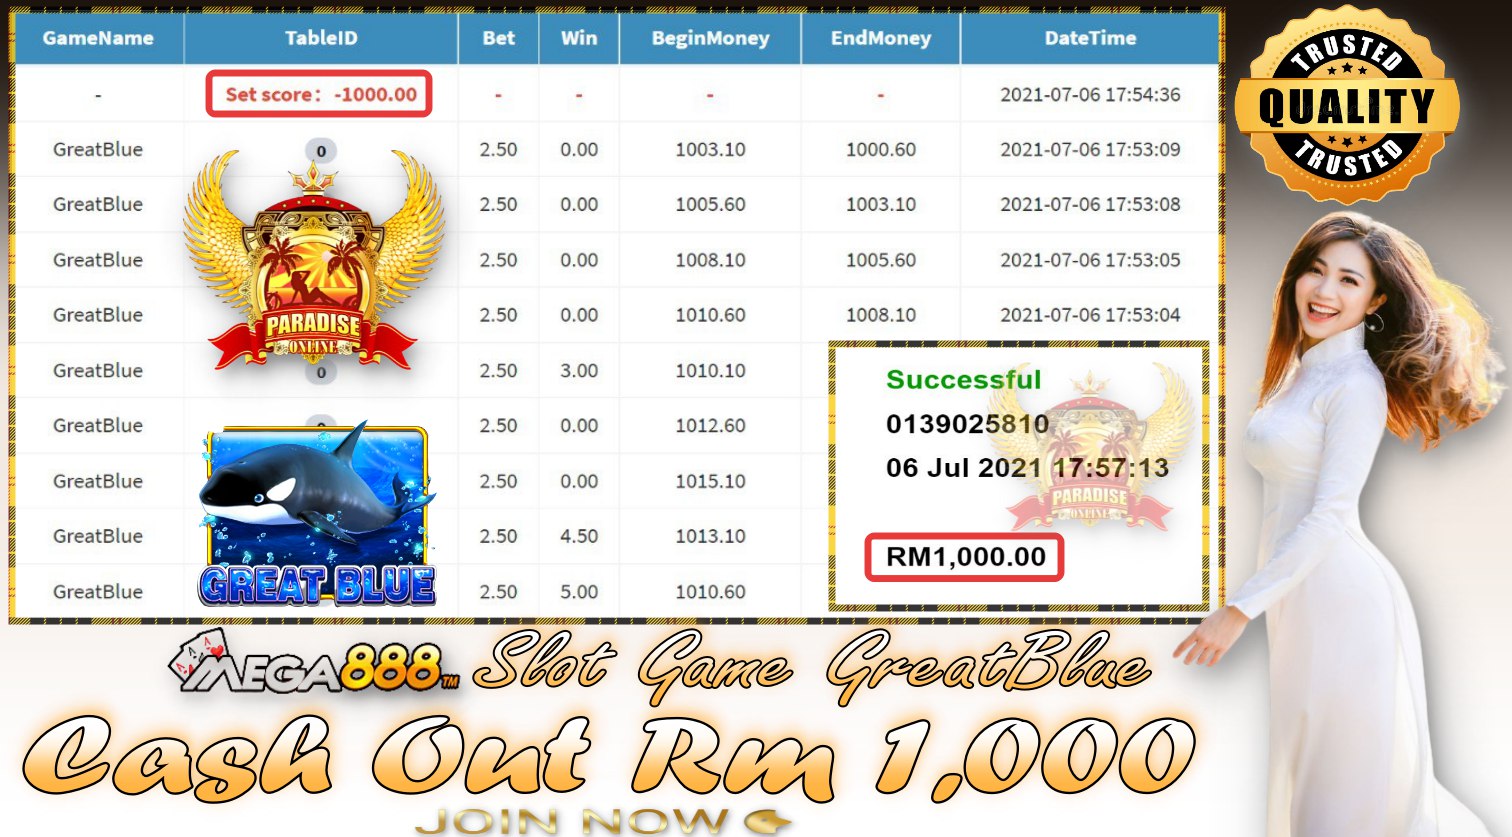 GameName TableID Bet Win BeginMoney EndMoney DateTime
- Set score: -1000.00 - - - - 2021-07-06 17:54:36
GreatBlue 0 2.50 0.00 1003.10 1000.60 2021-07-06 17:53:09
GreatBlue 2.50 0.00 1005.60 1003.10 2021-07-06 17:53:08
GreatBlue 2.50 0.00 1008.10 1005.60 2021-07-06 17:53:05
GreatBlue 2.50 0.00 1010.60 1008.10 2021-07-06 17:53:04
GreatBlue 0 2.50 3.00 1010.10
GreatBlue 2.50 0.00 1012.60
GreatBlue 2.50 0.00 1015.10
GreatBlue 2.50 4.50 1013.10
GreatBlue 2.50 5.00 1010.60
PARADISE
ONLINE
GREAT BLUE
Successful
0139025810
06 Jul 2021 17:57:13
PARADISE
ONLINE
RM1,000.00
TRUSTED
QUALITY
TRUSTED
MEGA888 TM Slot Game GreatBlue
Cash Out Rm 1,000
JOIN NOW